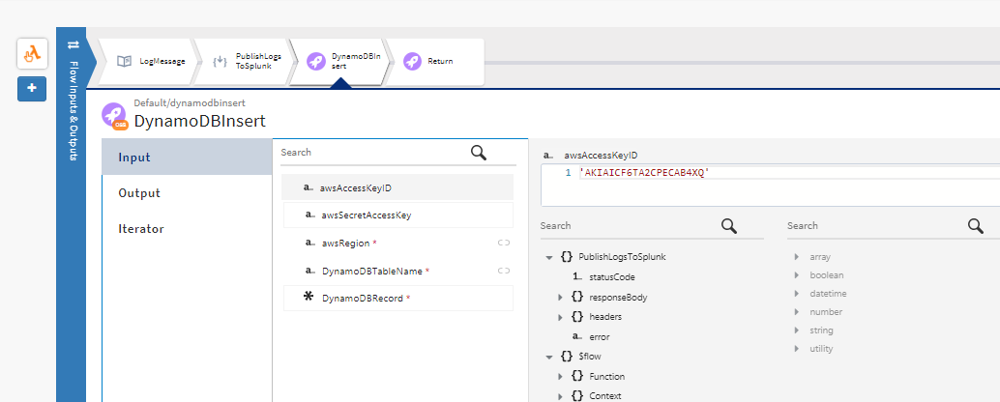 LogMessage
PublishLogs
ToSplunk
DynamoDBIn
sert
Return
Flow Inputs & Outputs
Default/dynamodbinsert
DynamoDBInsert
OSS
Input
Output
Iterator
Search
a.. awsAccessKeyID
a.. awsSecretAccessKey
a.. awsRegion *
a.. DynamoDBTableName *
* DynamoDBRecord *
a.. awsAccessKeyID
1 'AKIAICF6TA2CPECAB4XQ'
Search
{} PublishLogsToSplunk
1.. statusCode
{} responseBody
{} headers
a.. error
{} $flow
{} Function
{} Context
Search
array
boolean
datetime
number
string
utility